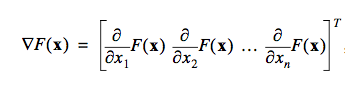 ∇F(x) = [∂/∂x₁ F(x) ∂/∂x₂ F(x) … ∂/∂xₙ F(x)]ᵀ